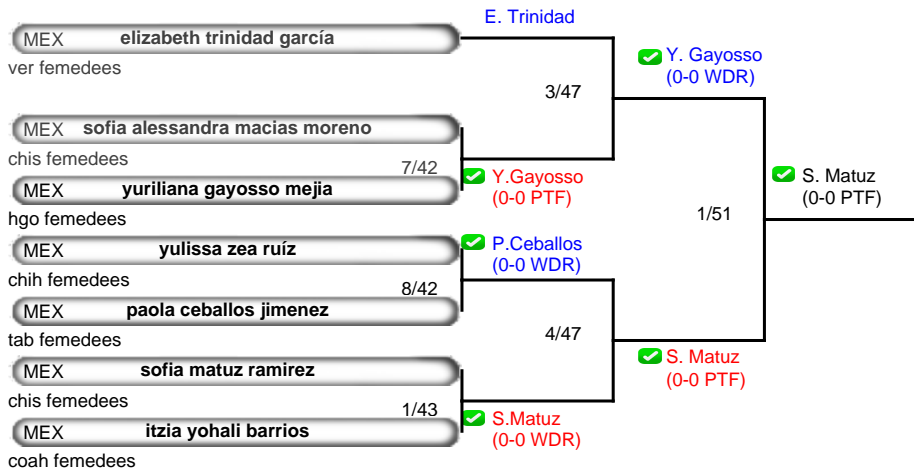 E. Trinidad
MEX elizabeth trinidad garcía
ver femedees
Y. Gayosso
(0-0 WDR)
3/47
MEX sofia alessandra macias moreno
chis femedees
7/42
MEX yuriliana gayosso mejia
hgo femedees
Y.Gayosso
(0-0 PTF)
S. Matuz
(0-0 PTF)
1/51
MEX yulissa zea ruíz
chih femedees
P.Ceballos
(0-0 WDR)
8/42
MEX paola ceballos jimenez
tab femedees
4/47
MEX sofia matuz ramirez
chis femedees
S. Matuz
(0-0 PTF)
1/43
MEX itzia yohali barrios
coah femedees
S.Matuz
(0-0 WDR)